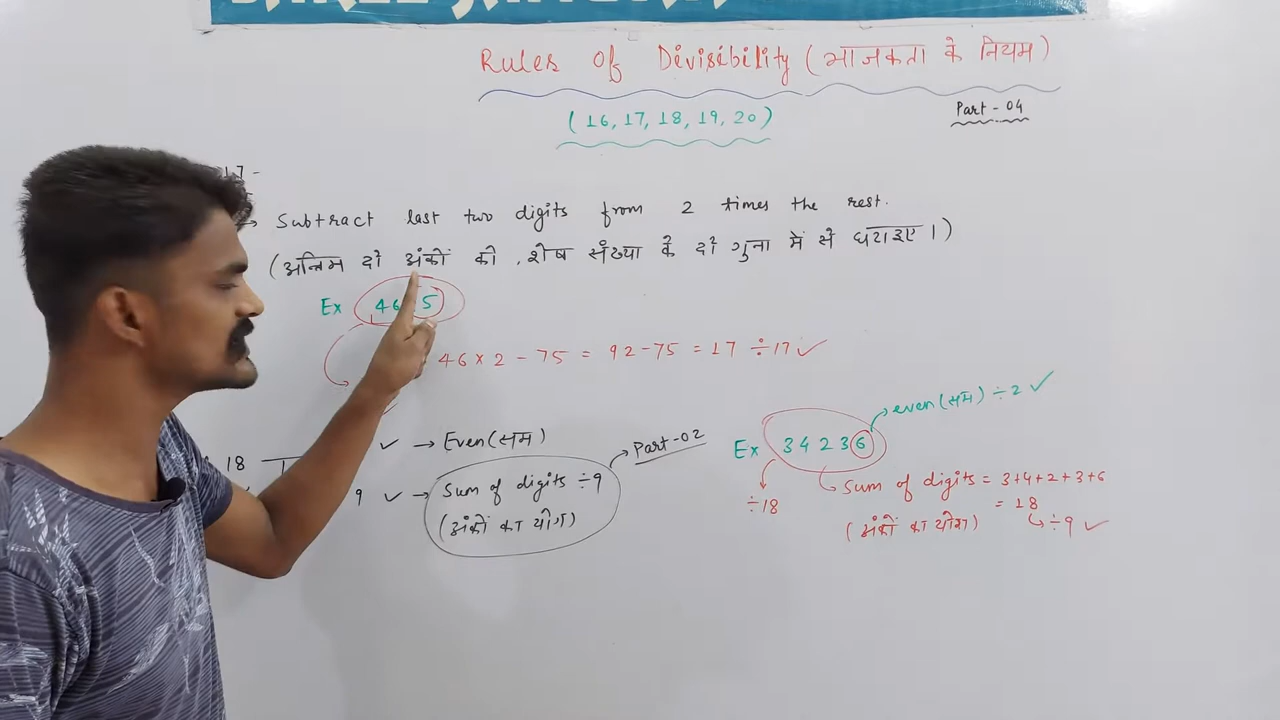 Rules of Divisibility (भाजकता के नियम)
(16, 17, 18, 19, 20)
Part - 04
17 -
Subtract last two digits from 2 times the rest.
(अन्तिम दो अंकों को, शेष संख्या के दो गुना में से घटाइए।)
Ex 46 5
46 × 2 - 75 = 92 - 75 = 17 ÷ 17 ✓
18
✓ → Even (सम)
9 ✓ → Sum of digits ÷ 9
(अंकों का योग)
Part - 02
Ex 34236
even (सम) ÷ 2 ✓
÷ 18
Sum of digits = 3+4+2+3+6
= 18
(अंकों का योग)
÷ 9 ✓